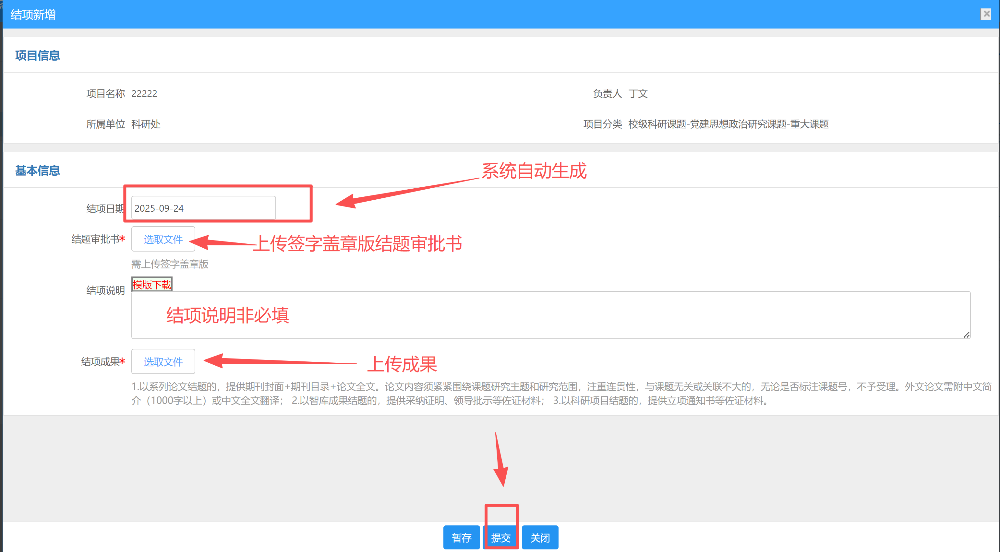 结项新增
项目信息
项目名称 22222
负责人 丁文
所属单位 科研处
项目分类 校级科研课题-党建思想政治研究课题-重大课题
基本信息
系统自动生成
结项日期 2025-09-24
结题审批书* 选取文件
上传签字盖章版结题审批书
需上传签字盖章版
模版下载
结项说明
结项说明非必填
结项成果* 选取文件
上传成果
1.以系列论文结题的，提供期刊封面+期刊目录+论文全文。论文内容须紧紧围绕课题研究主题和研究范围，注重连贯性，与课题无关或关联不大的，无论是否标注课题号，不予受理。外文论文需附中文简
介（1000字以上）或中文全文翻译； 2.以智库成果结题的，提供采纳证明、领导批示等佐证材料； 3.以科研项目结题的，提供立项通知书等佐证材料。
暂存 提交 关闭